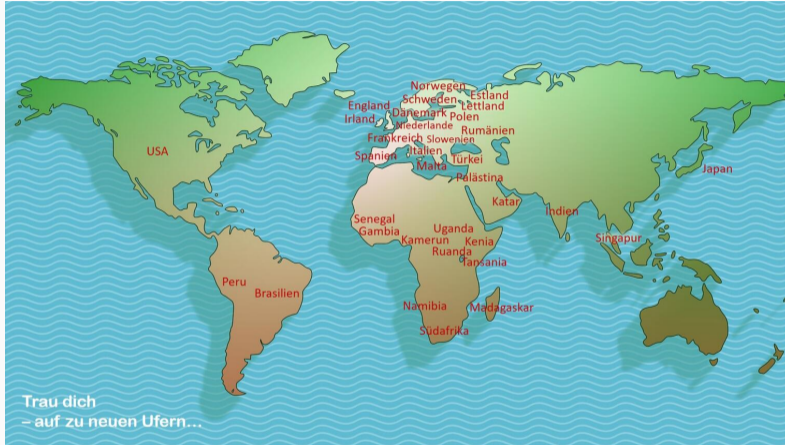 Norwegen
Estland
Schweden
Lettland
England
Dänemark
Irland
Polen
Niederlande
Rumänien
Frankreich
Slowenien
USA
Italien
Spanien
Türkei
Malta
Japan
Palästina
Katar
Indien
Senegal
Uganda
Gambia
Singapur
Kamerun
Kenia
Ruanda
Tansania
Peru
Brasilien
Namibia
Madagaskar
Südafrika
Trau dich
– auf zu neuen Ufern...